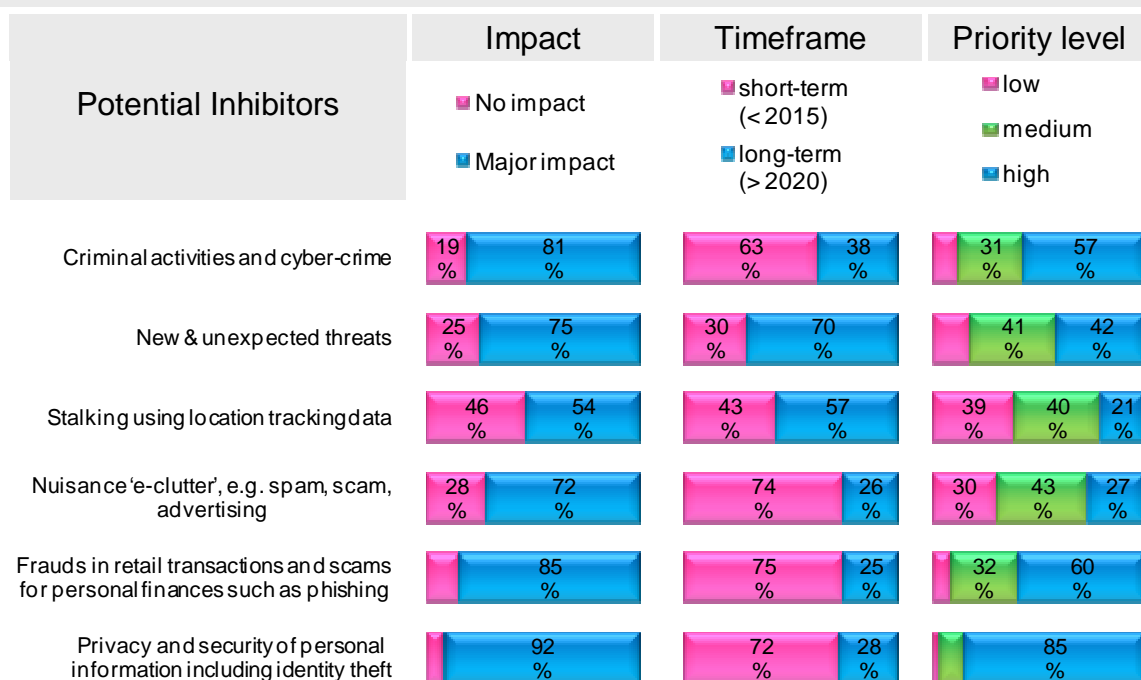 Impact
Timeframe
Priority level
Potential Inhibitors
No impact
Major impact
short-term
(< 2015)
long-term
(> 2020)
low
medium
high
Criminal activities and cyber-crime
19 %
81 %
63 %
38 %
31 %
57 %
New & unexpected threats
25 %
75 %
30 %
70 %
41 %
42 %
Stalking using location tracking data
46 %
54 %
43 %
57 %
39 %
40 %
21 %
Nuisance ‘e-clutter’, e.g. spam, scam,
advertising
28 %
72 %
74 %
26 %
30 %
43 %
27 %
Frauds in retail transactions and scams
for personal finances such as phishing
85 %
75 %
25 %
32 %
60 %
Privacy and security of personal
information including identity theft
92 %
72 %
28 %
85 %